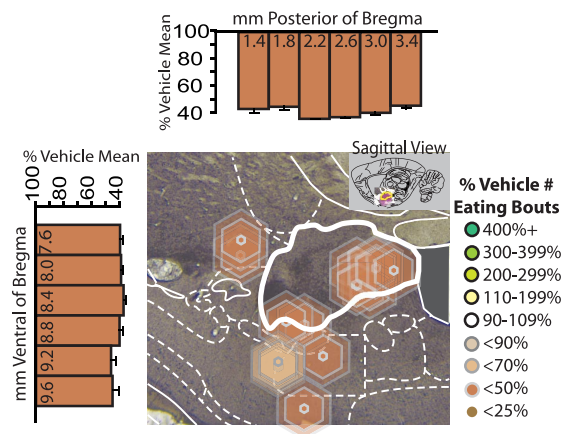 mm Posterior of Bregma
% Vehicle Mean
100
80
60
40
1.4 1.8 2.2 2.6 3.0 3.4
% Vehicle Mean
100
80
60
40
mm Ventral of Bregma
7.6
8.0
8.4
8.8
9.2
9.6
Sagittal View
% Vehicle #
Eating Bouts
400%+
300-399%
200-299%
110-199%
90-109%
<90%
<70%
<50%
<25%